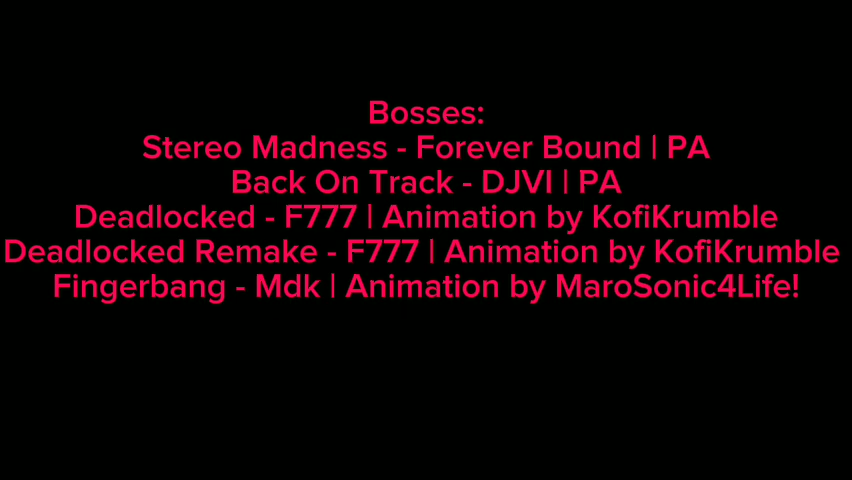 Bosses:
Stereo Madness - Forever Bound | PA
Back On Track - DJVI | PA
Deadlocked - F777 | Animation by KofiKrumble
Deadlocked Remake - F777 | Animation by KofiKrumble
Fingerbang - Mdk | Animation by MaroSonic4Life!